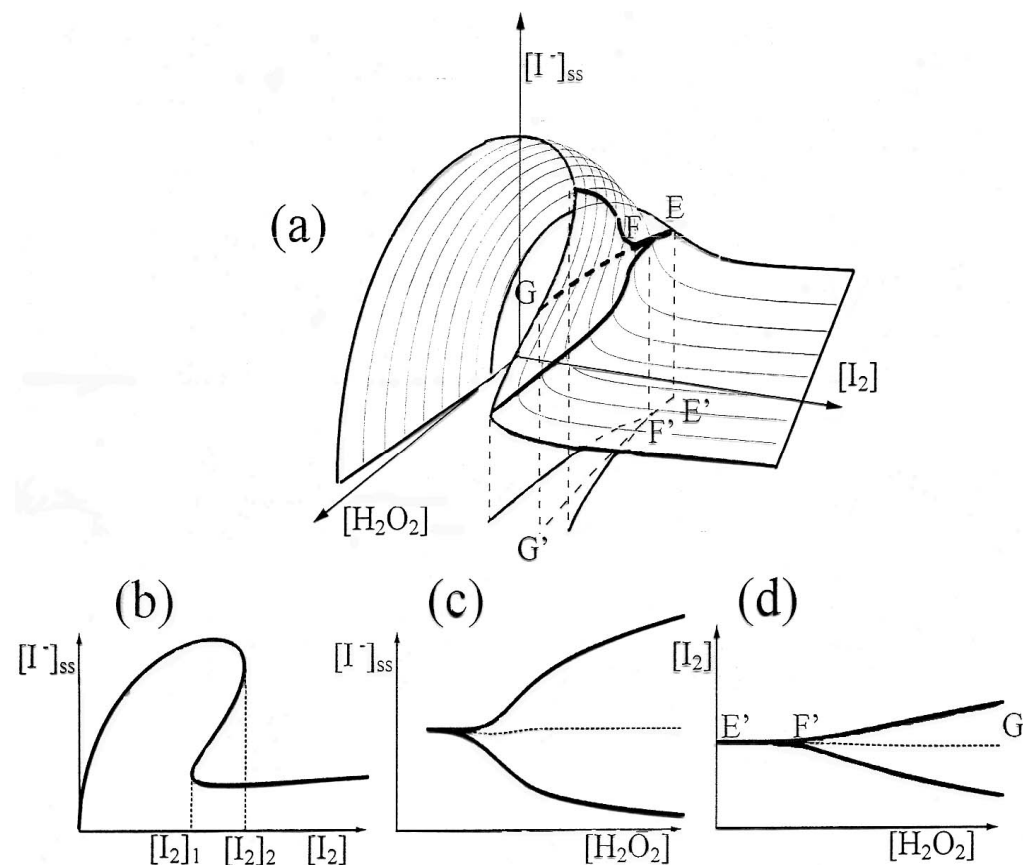 [I⁻]ss
(a)
E
F
G
[I₂]
E’
F’
[H₂O₂]
G’
(b)
(c)
(d)
[I⁻]ss
[I⁻]ss
[I₂]
E’
F’
G
[I₂]₁
[I₂]₂
[I₂]
[H₂O₂]
[H₂O₂]